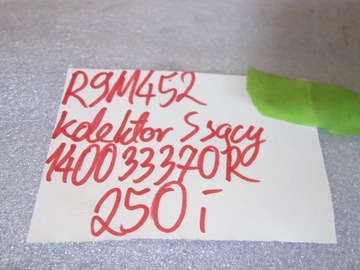 R9M452
kolektor Ssący
140033370R
250 i